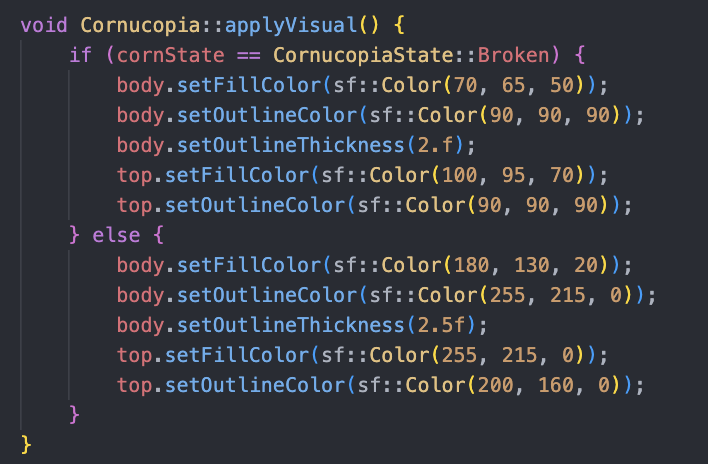 void Cornucopia::applyVisual() {
    if (cornState == CornucopiaState::Broken) {
        body.setFillColor(sf::Color(70, 65, 50));
        body.setOutlineColor(sf::Color(90, 90, 90));
        body.setOutlineThickness(2.f);
        top.setFillColor(sf::Color(100, 95, 70));
        top.setOutlineColor(sf::Color(90, 90, 90));
    } else {
        body.setFillColor(sf::Color(180, 130, 20));
        body.setOutlineColor(sf::Color(255, 215, 0));
        body.setOutlineThickness(2.5f);
        top.setFillColor(sf::Color(255, 215, 0));
        top.setOutlineColor(sf::Color(200, 160, 0));
    }
}